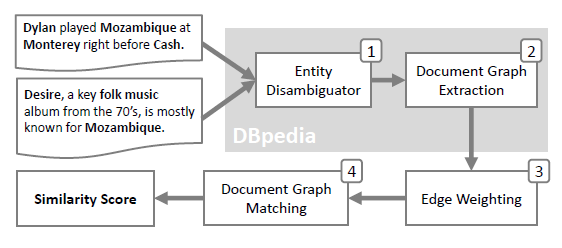 Dylan played Mozambique at
Monterey right before Cash.
Desire, a key folk music
album from the 70's, is mostly
known for Mozambique.
1
Entity
Disambiguator
2
Document Graph
Extraction
DBpedia
3
Edge Weighting
4
Document Graph
Matching
Similarity Score